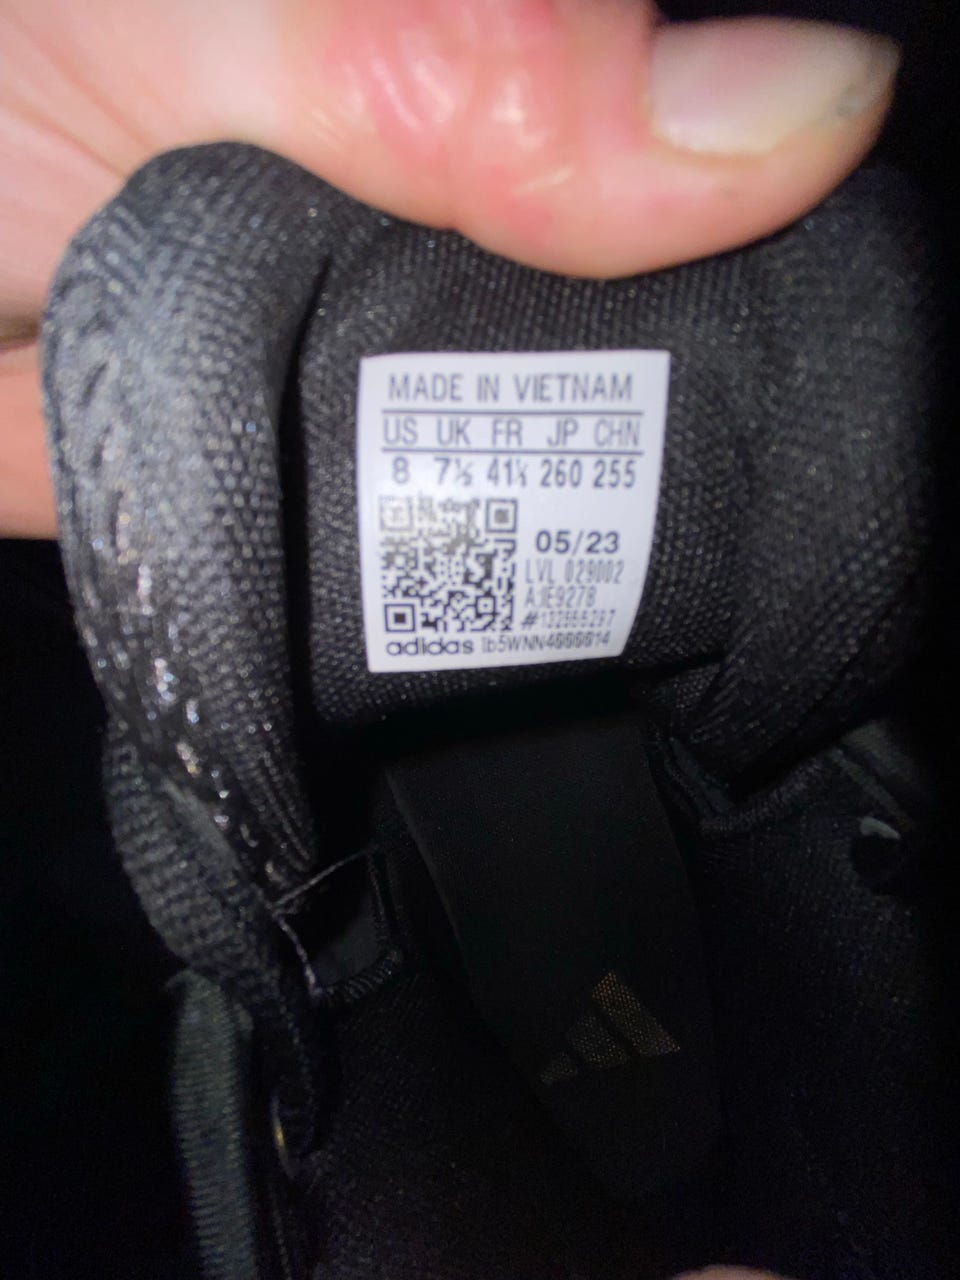 MADE IN VIETNAM
US UK FR JP CHN
8 7½ 41⅓ 260 255
05/23
LVL 029002
A:IE9278
adidas